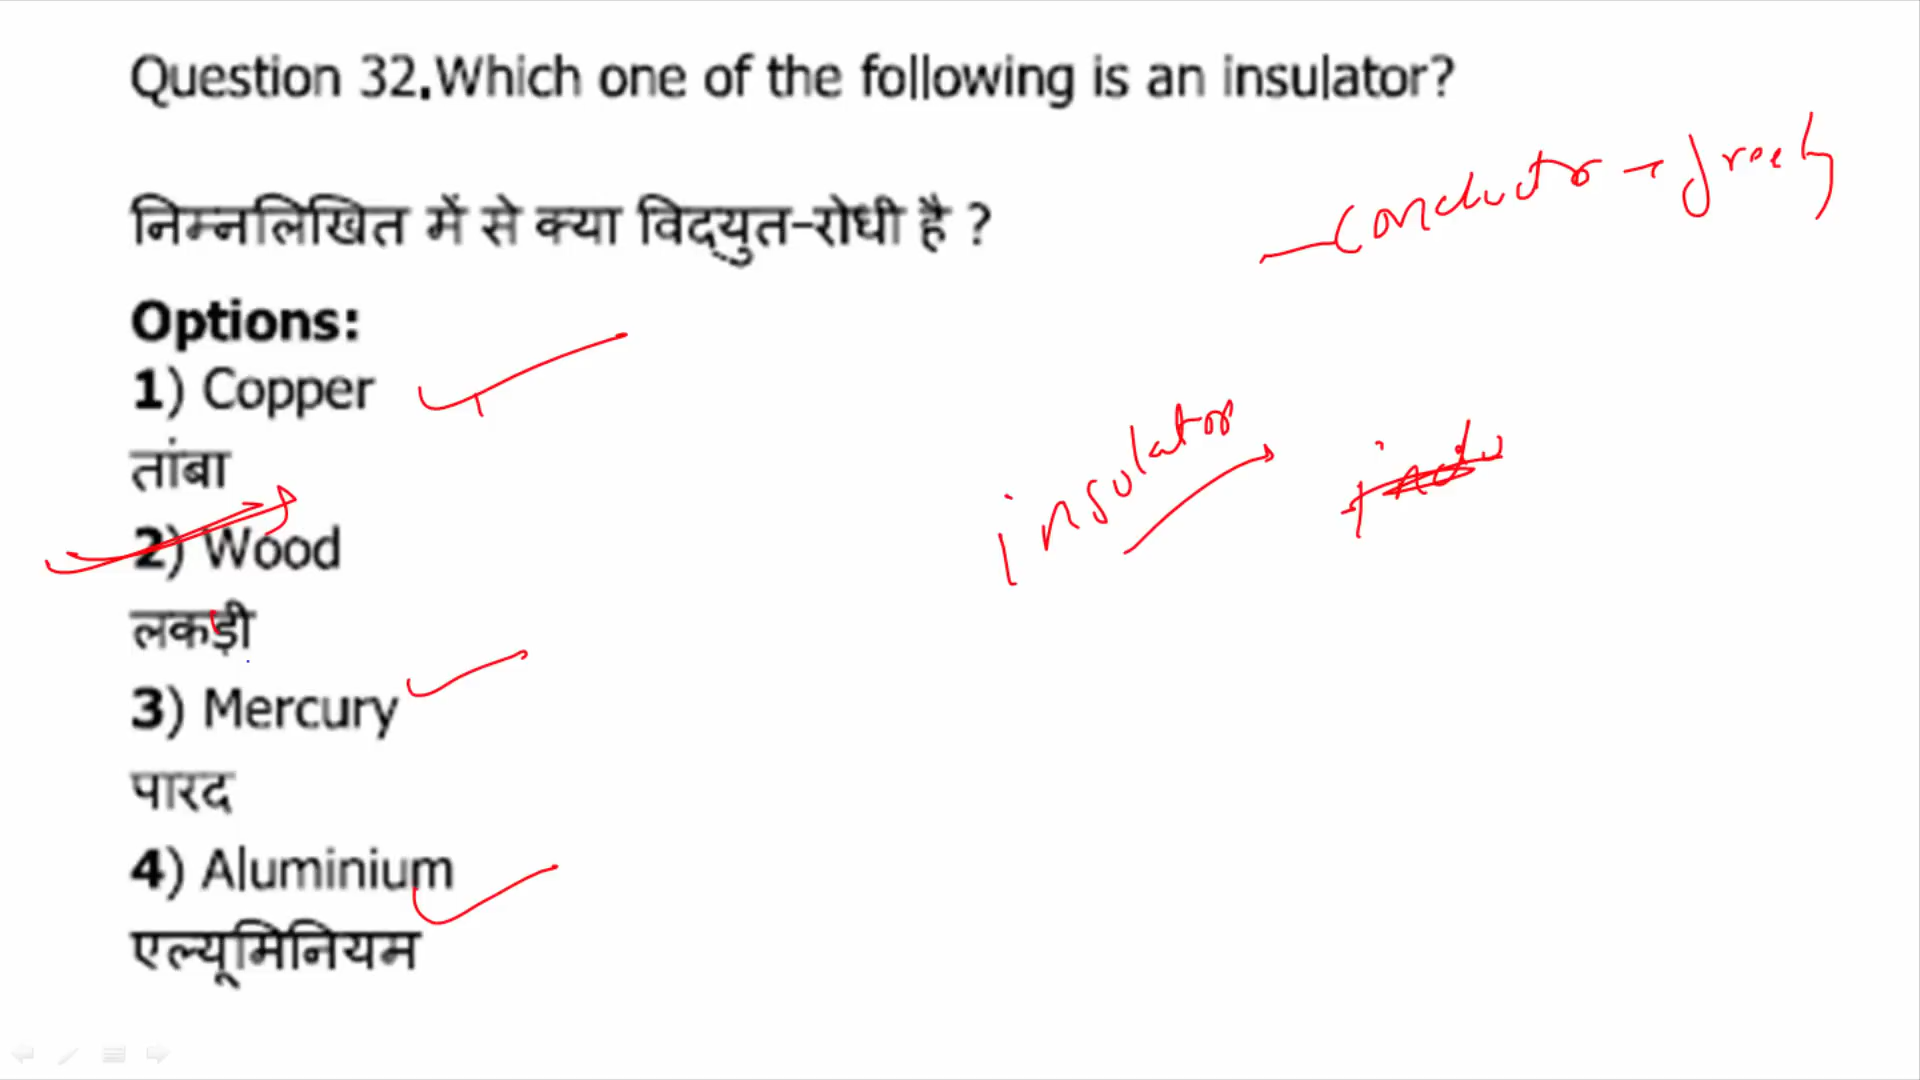 Question 32.Which one of the following is an insulator?
conductor → freely
निम्नलिखित में से क्या विद्युत-रोधी है ?
Options:
1) Copper
insulator
तांबा
2) Wood
लकड़ी
3) Mercury
पारद
4) Aluminium
एल्यूमिनियम